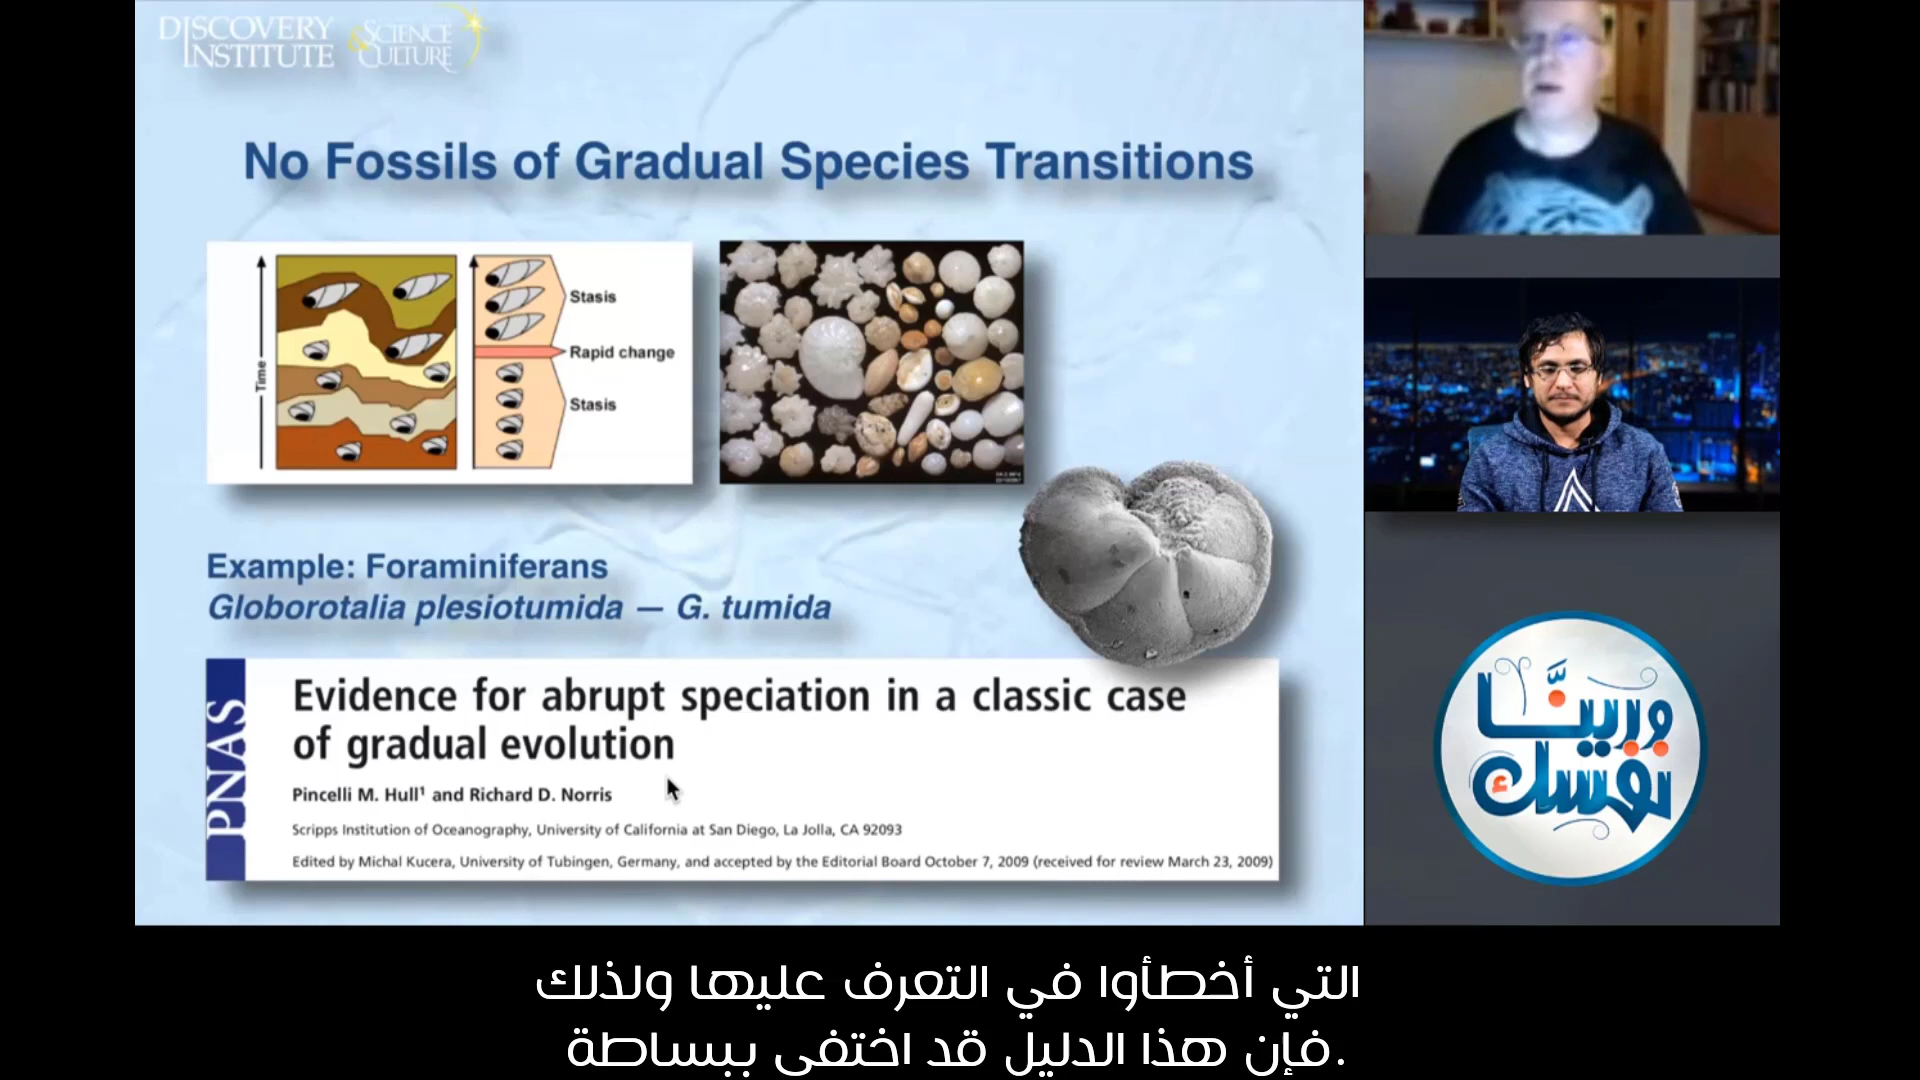 DISCOVERY
INSTITUTE
SCIENCE
& CULTURE
No Fossils of Gradual Species Transitions
Time
Stasis
Rapid change
Stasis
Example: Foraminiferans
Globorotalia plesiotumida — G. tumida
PNAS
Evidence for abrupt speciation in a classic case
of gradual evolution
Pincelli M. Hull¹ and Richard D. Norris
Scripps Institution of Oceanography, University of California at San Diego, La Jolla, CA 92093
Edited by Michal Kucera, University of Tubingen, Germany, and accepted by the Editorial Board October 7, 2009 (received for review March 23, 2009)
ورينا
نفسك
التي أخطأوا في التعرف عليها ولذلك
فإن هذا الدليل قد اختفى ببساطة.